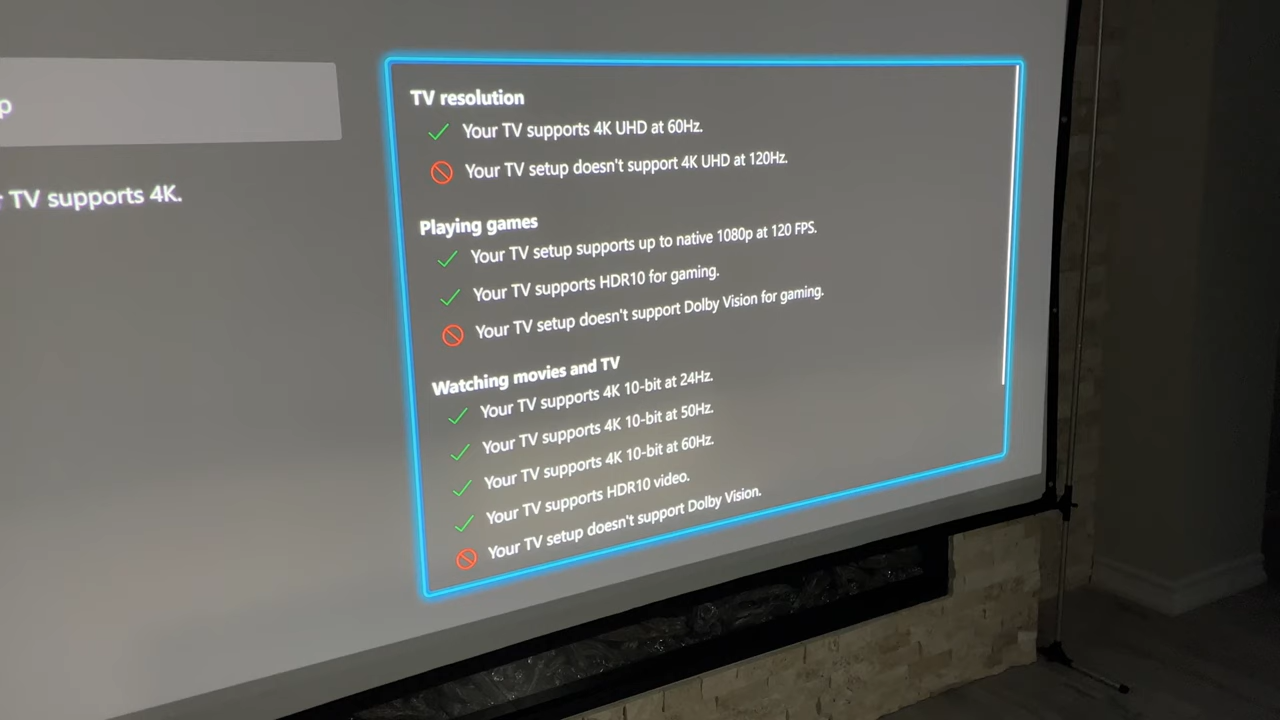 p
TV supports 4K.
TV resolution
Your TV supports 4K UHD at 60Hz.
Your TV setup doesn't support 4K UHD at 120Hz.
Playing games
Your TV setup supports up to native 1080p at 120 FPS.
Your TV supports HDR10 for gaming.
Your TV setup doesn't support Dolby Vision for gaming.
Watching movies and TV
Your TV supports 4K 10-bit at 24Hz.
Your TV supports 4K 10-bit at 50Hz.
Your TV supports 4K 10-bit at 60Hz.
Your TV supports HDR10 video.
Your TV setup doesn't support Dolby Vision.